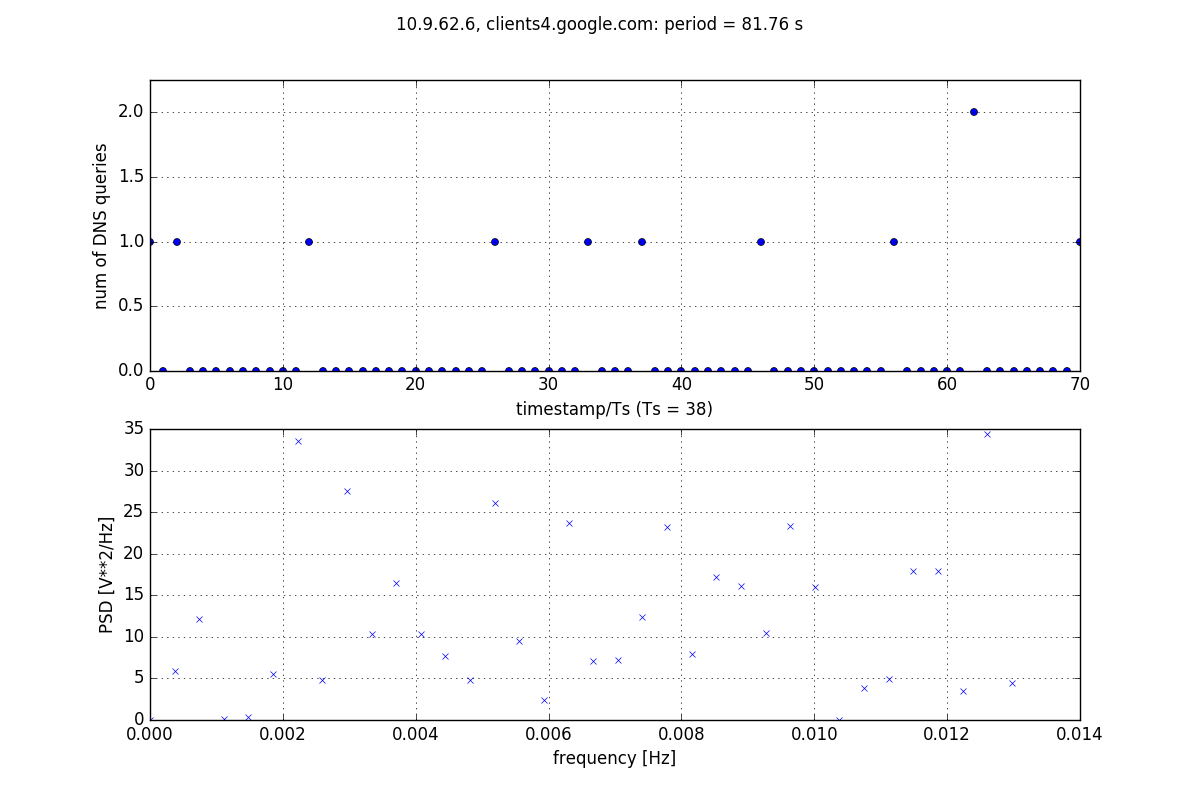 10.9.62.6, clients4.google.com: period = 81.76 s
num of DNS queries
2.0
1.5
1.0
0.5
0.0
0 10 20 30 40 50 60 70
timestamp/Ts (Ts = 38)
PSD [V**2/Hz]
35
30
25
20
15
10
5
0
0.000 0.002 0.004 0.006 0.008 0.010 0.012 0.014
frequency [Hz]